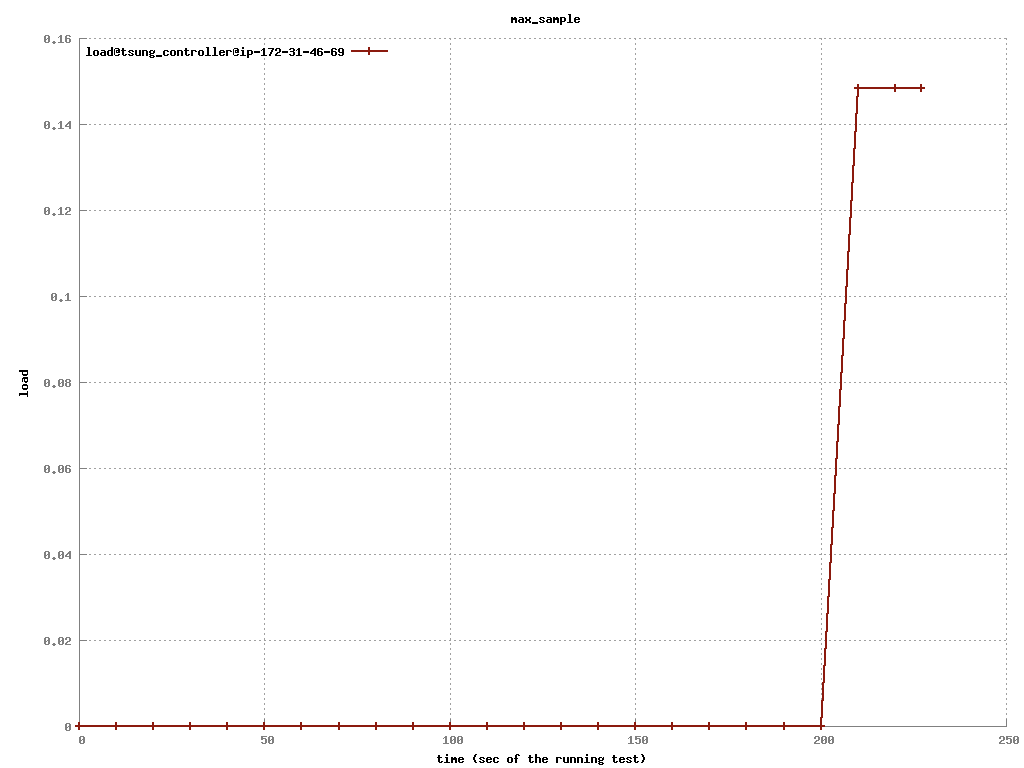 max_sample
load@tsung_controller@ip-172-31-46-69
0.16
0.14
0.12
0.1
0.08
0.06
0.04
0.02
0
load
0 50 100 150 200 250
time (sec of the running test)